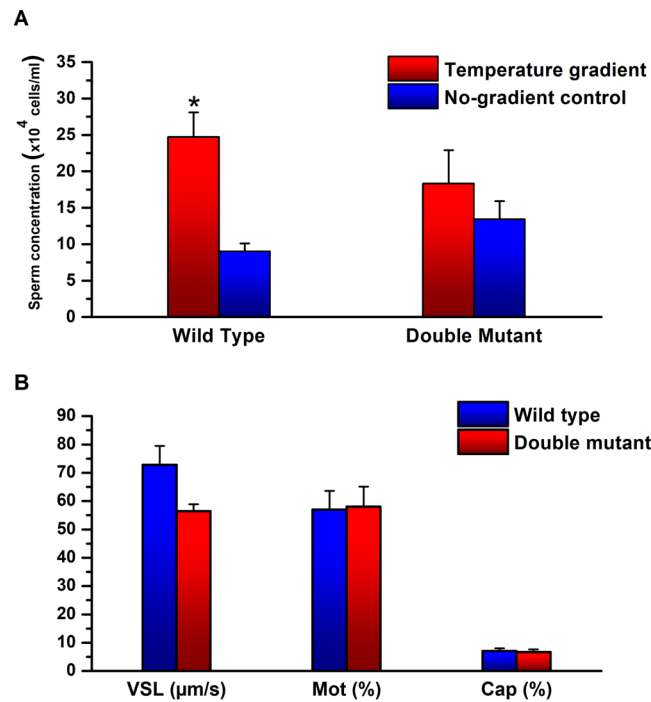 A
Sperm concentration (x10⁴ cells/ml)
35
30
25
20
15
10
5
0
*
Temperature gradient
No-gradient control
Wild Type
Double Mutant
B
90
80
70
60
50
40
30
20
10
0
Wild type
Double mutant
VSL (µm/s)
Mot (%)
Cap (%)